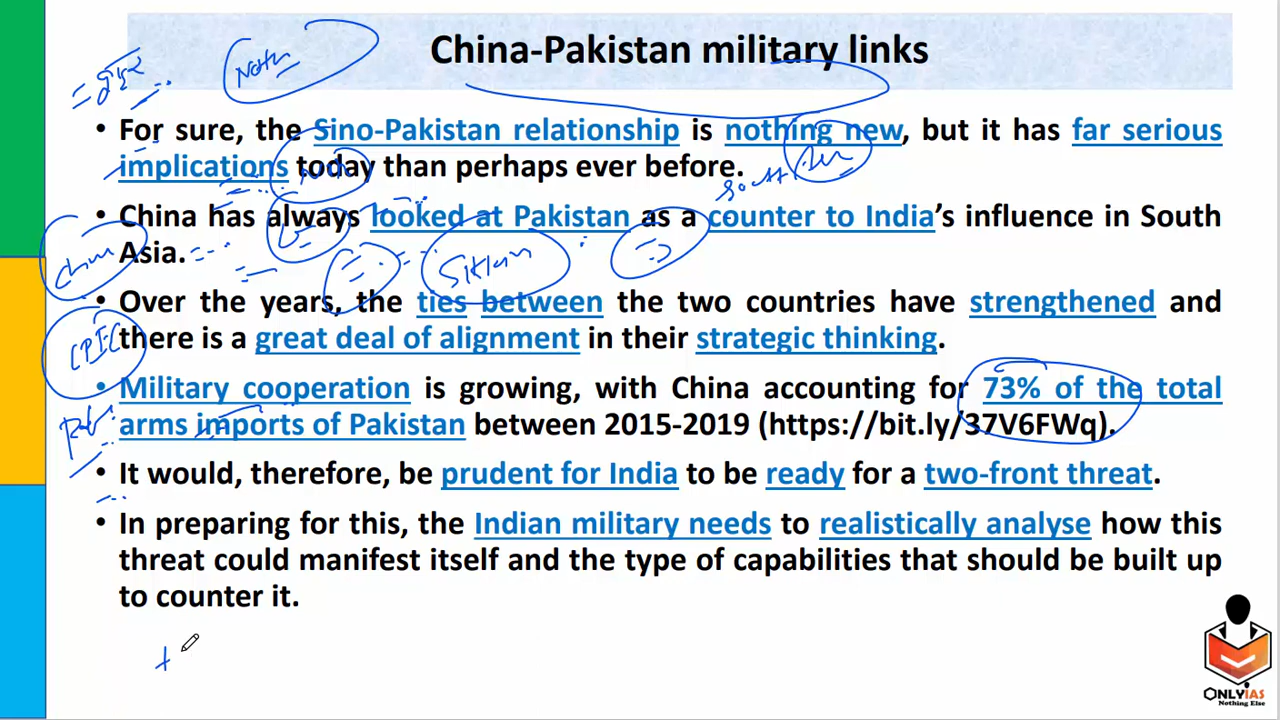 China-Pakistan military links
• For sure, the Sino-Pakistan relationship is nothing new, but it has far serious
implications today than perhaps ever before.
• China has always looked at Pakistan as a counter to India's influence in South
Asia.
• Over the years, the ties between the two countries have strengthened and
there is a great deal of alignment in their strategic thinking.
• Military cooperation is growing, with China accounting for 73% of the total
arms imports of Pakistan between 2015-2019 (https://bit.ly/37V6FWq).
• It would, therefore, be prudent for India to be ready for a two-front threat.
• In preparing for this, the Indian military needs to realistically analyse how this
threat could manifest itself and the type of capabilities that should be built up
to counter it.
China
CPEC
+
ONLYIAS
Nothing Else